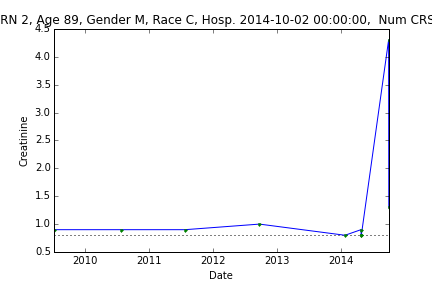 RN 2, Age 89, Gender M, Race C, Hosp. 2014-10-02 00:00:00, Num CRS
4.5
4.0
3.5
3.0
2.5
2.0
1.5
1.0
0.5
Creatinine
2010 2011 2012 2013 2014
Date